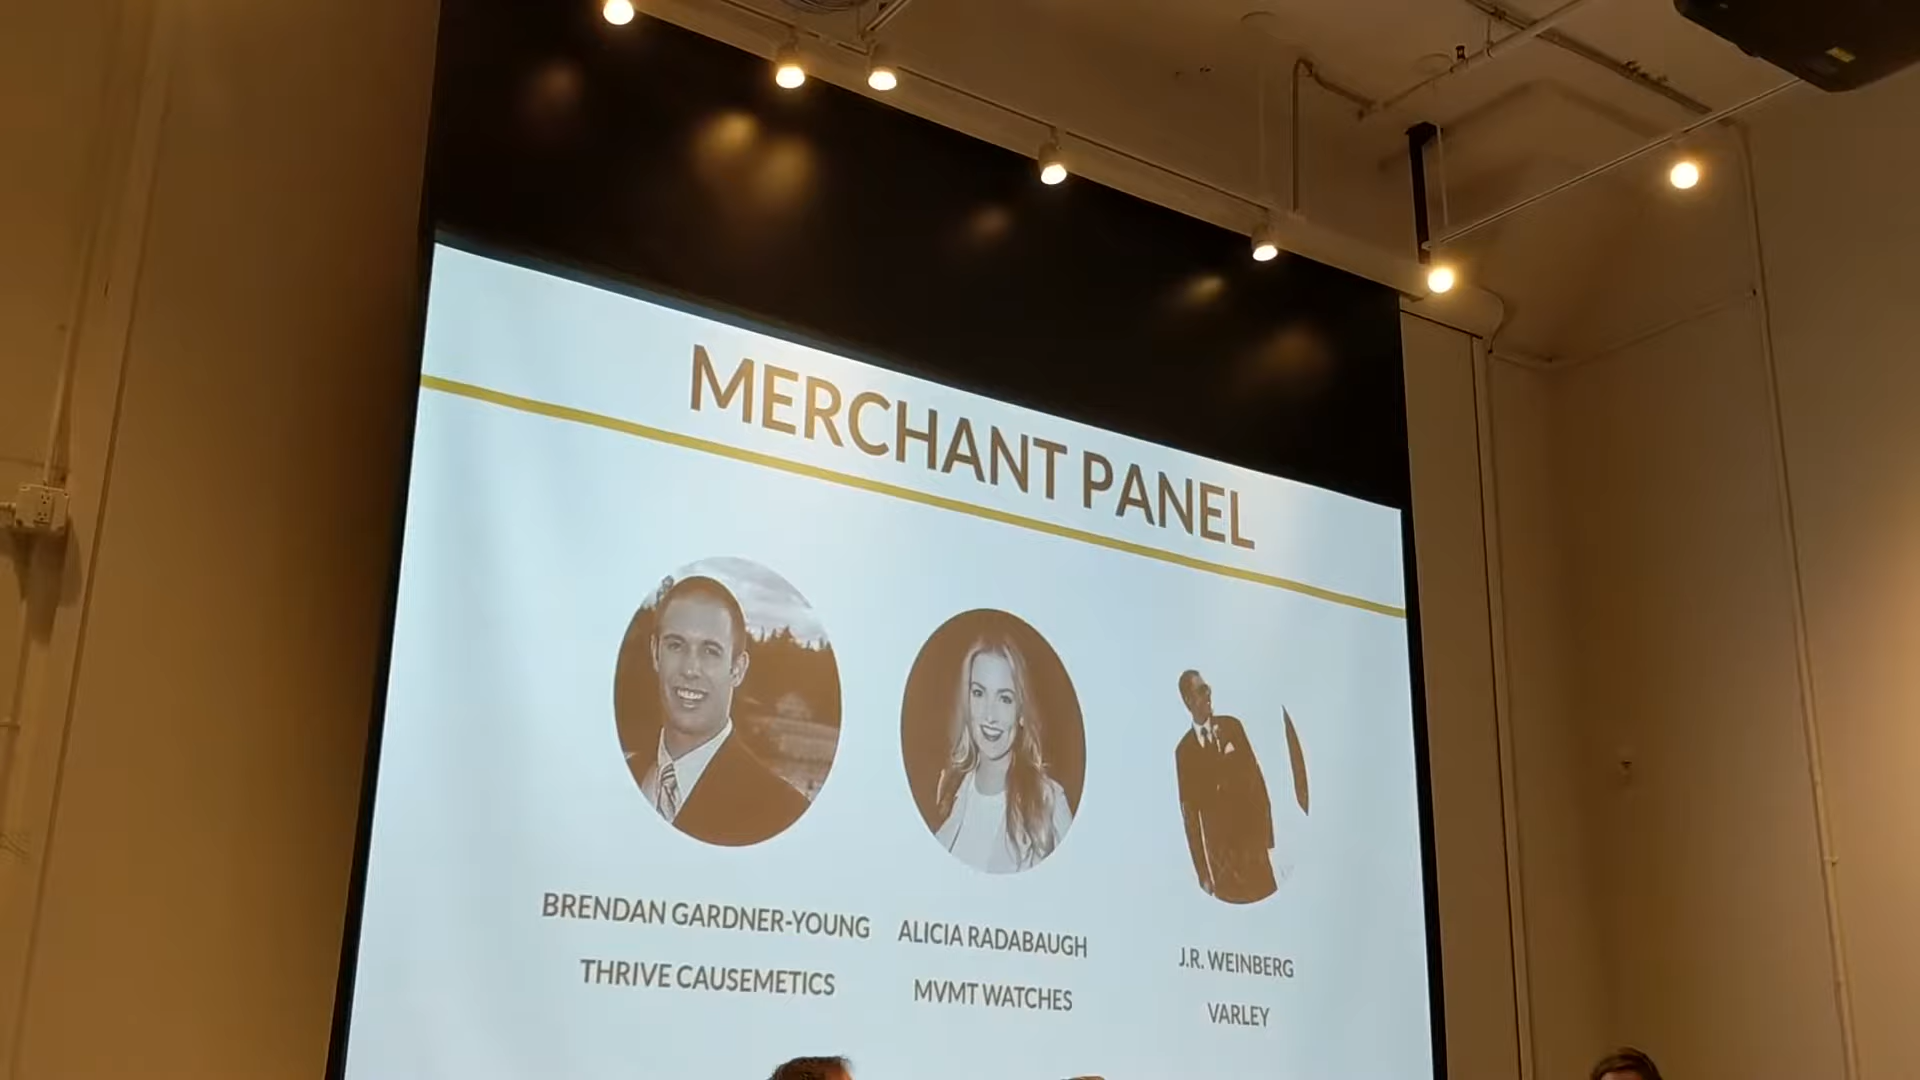 MERCHANT PANEL
BRENDAN GARDNER-YOUNG
THRIVE CAUSEMETICS
ALICIA RADABAUGH
MVMT WATCHES
J.R. WEINBERG
VARLEY